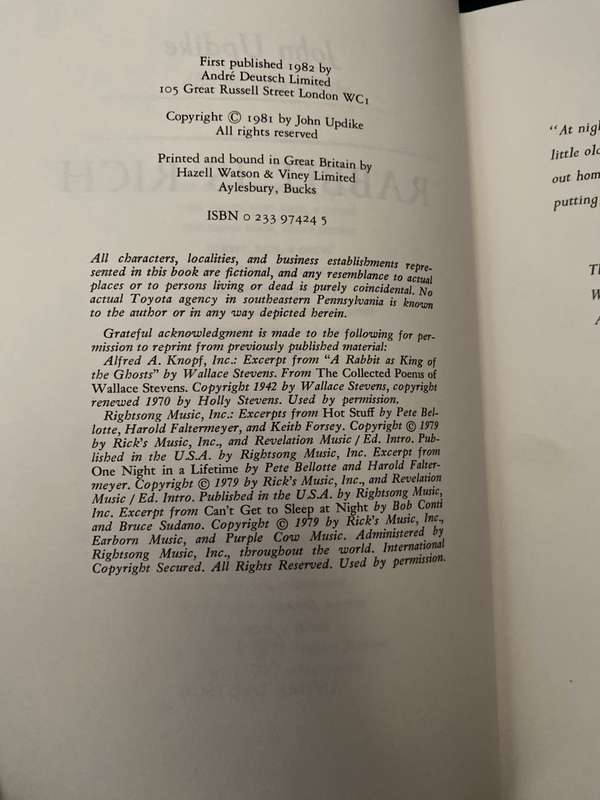 First published 1982 by
André Deutsch Limited
105 Great Russell Street London WC1
Copyright © 1981 by John Updike
All rights reserved
Printed and bound in Great Britain by
Hazell Watson & Viney Limited
Aylesbury, Bucks
ISBN 0 233 97424 5
All characters, localities, and business establishments repre-
sented in this book are fictional, and any resemblance to actual
places or to persons living or dead is purely coincidental. No
actual Toyota agency in southeastern Pennsylvania is known
to the author or in any way depicted herein.
Grateful acknowledgment is made to the following for per-
mission to reprint from previously published material:
Alfred A. Knopf, Inc.: Excerpt from "A Rabbit as King of
the Ghosts" by Wallace Stevens. From The Collected Poems of
Wallace Stevens. Copyright 1942 by Wallace Stevens, copyright
renewed 1970 by Holly Stevens. Used by permission.
Rightsong Music, Inc.: Excerpts from Hot Stuff by Pete Bel-
lotte, Harold Faltermeyer, and Keith Forsey. Copyright © 1979
by Rick's Music, Inc., and Revelation Music / Ed. Intro. Pub-
lished in the U.S.A. by Rightsong Music, Inc. Excerpt from
One Night in a Lifetime by Pete Bellotte and Harold Falter-
meyer. Copyright © 1979 by Rick's Music, Inc., and Revelation
Music / Ed. Intro. Published in the U.S.A. by Rightsong Music,
Inc. Excerpt from Can't Get to Sleep at Night by Bob Conti
and Bruce Sudano. Copyright © 1979 by Rick's Music, Inc.,
Earborn Music, and Purple Cow Music. Administered by
Rightsong Music, Inc., throughout the world. International
Copyright Secured. All Rights Reserved. Used by permission.
"At nig
little ol
out hom
putting